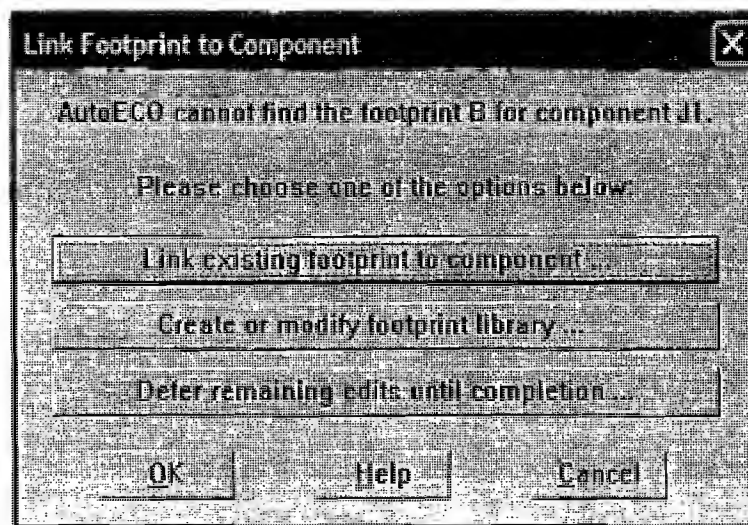 Link Footprint to Component
AutoECO cannot find the footprint B for component J1.
Please choose one of the options below:
Link existing footprint to component ...
Create or modify footprint library ...
Defer remaining edits until completion ...
OK Help Cancel